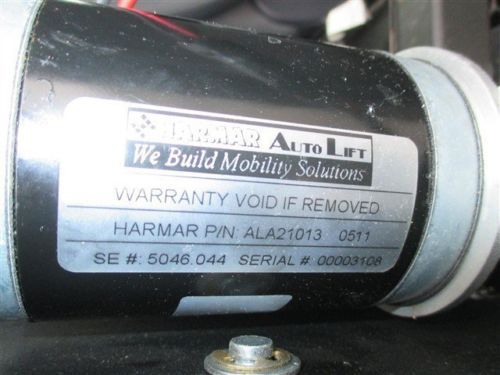 HARMAR AUTO LIFT
We Build Mobility Solutions
WARRANTY VOID IF REMOVED
HARMAR P/N: ALA21013 0511
SE #: 5046.044 SERIAL #: 00003108